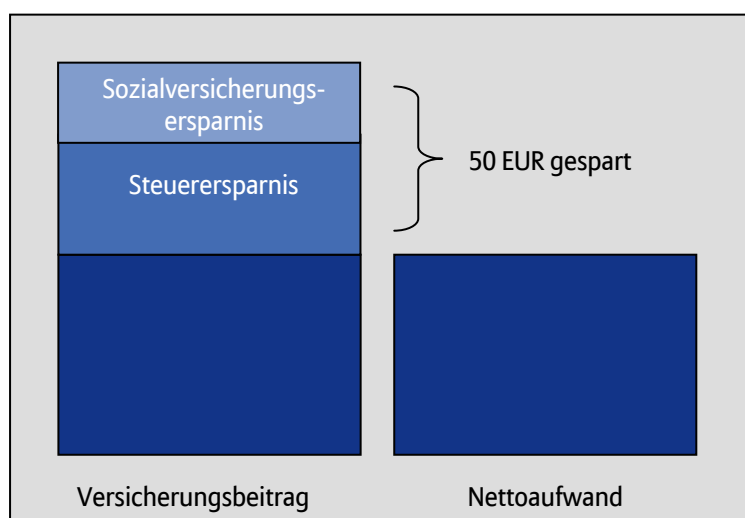 Sozialversicherungs-
ersparnis
Steuerersparnis
50 EUR gespart
Versicherungsbeitrag
Nettoaufwand